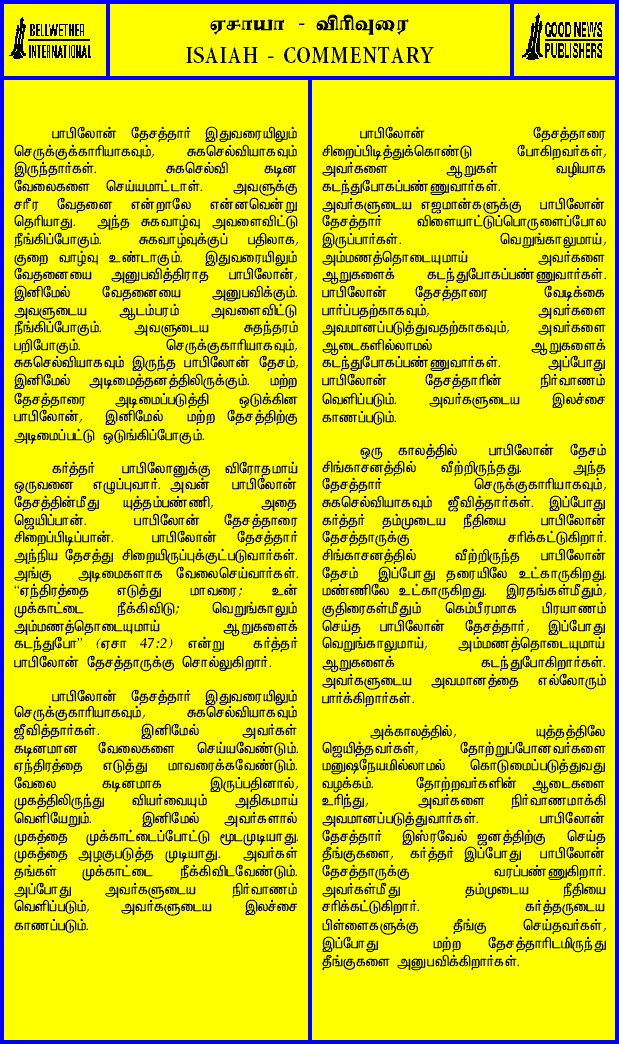 BELLWETHER
INTERNATIONAL
ஏசாயா - விரிவுரை
ISAIAH - COMMENTARY
GOOD NEWS
PUBLISHERS
பாபிலோன் தேசத்தார் இதுவரையிலும்
செருக்குக்காரியாகவும், சுகசெல்வியாகவும்
இருந்தார்கள். சுகசெல்வி கடின
வேலைகளை செய்யமாட்டாள். அவளுக்கு
சரீர வேதனை என்றாலே என்னவென்று
தெரியாது. அந்த சுகவாழ்வு அவளைவிட்டு
நீங்கிப்போகும். சுகவாழ்வுக்குப் பதிலாக,
குறை வாழ்வு உண்டாகும். இதுவரையிலும்
வேதனையை அனுபவித்திராத பாபிலோன்,
இனிமேல் வேதனையை அனுபவிக்கும்.
அவளுடைய ஆடம்பரம் அவளைவிட்டு
நீங்கிப்போகும். அவளுடைய சுதந்தரம்
பறிபோகும். செருக்குகாரியாகவும்,
சுகசெல்வியாகவும் இருந்த பாபிலோன் தேசம்,
இனிமேல் அடிமைத்தனத்திலிருக்கும். மற்ற
தேசத்தாரை அடிமைப்படுத்தி ஒடுக்கின
பாபிலோன், இனிமேல் மற்ற தேசத்திற்கு
அடிமைப்பட்டு ஒடுங்கிப்போகும்.
கர்த்தர் பாபிலோனுக்கு விரோதமாய்
ஒருவனை எழுப்புவார். அவன் பாபிலோன்
தேசத்தின்மீது யுத்தம்பண்ணி, அதை
ஜெயிப்பான். பாபிலோன் தேசத்தாரை
சிறைப்பிடிப்பான். பாபிலோன் தேசத்தார்
அந்நிய தேசத்து சிறையிருப்புக்குட்படுவார்கள்.
அங்கு அடிமைகளாக வேலைசெய்வார்கள்.
“ஏந்திரத்தை எடுத்து மாவரை; உன்
முக்காட்டை நீக்கிவிடு; வெறுங்காலும்
அம்மணத்தொடையுமாய் ஆறுகளைக்
கடந்துபோ” (ஏசா 47:2) என்று கர்த்தர்
பாபிலோன் தேசத்தாருக்கு சொல்லுகிறார்.
பாபிலோன் தேசத்தார் இதுவரையிலும்
செருக்குகாரியாகவும், சுகசெல்வியாகவும்
ஜீவித்தார்கள். இனிமேல் அவர்கள்
கடினமான வேலைகளை செய்யவேண்டும்.
ஏந்திரத்தை எடுத்து மாவரைக்கவேண்டும்.
வேலை கடினமாக இருப்பதினால்,
முகத்திலிருந்து வியர்வையும் அதிகமாய்
வெளியேறும். இனிமேல் அவர்களால்
முகத்தை முக்காட்டைப்போட்டு மூடமுடியாது.
முகத்தை அழகுபடுத்த முடியாது. அவர்கள்
தங்கள் முக்காட்டை நீக்கிவிடவேண்டும்.
அப்போது அவர்களுடைய நிர்வாணம்
வெளிப்படும், அவர்களுடைய இலச்சை
காணப்படும்.
பாபிலோன் தேசத்தாரை
சிறைப்பிடித்துக்கொண்டு போகிறவர்கள்,
அவர்களை ஆறுகள் வழியாக
கடந்துபோகப்பண்ணுவார்கள்.
அவர்களுடைய எஜமான்களுக்கு பாபிலோன்
தேசத்தார் விளையாட்டுப்பொருளைப்போல
இருப்பார்கள். வெறுங்காலுமாய்,
அம்மணத்தொடையுமாய் அவர்களை
ஆறுகளைக் கடந்துபோகப்பண்ணுவார்கள்.
பாபிலோன் தேசத்தாரை வேடிக்கை
பார்ப்பதற்காகவும், அவர்களை
அவமானப்படுத்துவதற்காகவும், அவர்களை
ஆடைகளில்லாமல் ஆறுகளைக்
கடந்துபோகப்பண்ணுவார்கள். அப்போது
பாபிலோன் தேசத்தாரின் நிர்வாணம்
வெளிப்படும். அவர்களுடைய இலச்சை
காணப்படும்.
ஒரு காலத்தில் பாபிலோன் தேசம்
சிங்காசனத்தில் வீற்றிருந்தது. அந்த
தேசத்தார் செருக்குகாரியாகவும்,
சுகசெல்வியாகவும் ஜீவித்தார்கள். இப்போது
கர்த்தர் தம்முடைய நீதியை பாபிலோன்
தேசத்தாருக்கு சரிக்கட்டுகிறார்.
சிங்காசனத்தில் வீற்றிருந்த பாபிலோன்
தேசம் இப்போது தரையிலே உட்காருகிறது.
மண்ணிலே உட்காருகிறது. இரதங்கள்மீதும்,
குதிரைகள்மீதும் கெம்பீரமாக பிரயாணம்
செய்த பாபிலோன் தேசத்தார், இப்போது
வெறுங்காலுமாய், அம்மணத்தொடையுமாய்
ஆறுகளைக் கடந்துபோகிறார்கள்.
அவர்களுடைய அவமானத்தை எல்லோரும்
பார்க்கிறார்கள்.
அக்காலத்தில், யுத்தத்திலே
ஜெயித்தவர்கள், தோற்றுப்போனவர்களை
மனுஷநேயமில்லாமல் கொடுமைப்படுத்துவது
வழக்கம். தோற்றவர்களின் ஆடைகளை
உரிந்து, அவர்களை நிர்வாணமாக்கி
அவமானப்படுத்துவார்கள். பாபிலோன்
தேசத்தார் இஸ்ரவேல் ஜனத்திற்கு செய்த
தீங்குகளை, கர்த்தர் இப்போது பாபிலோன்
தேசத்தாருக்கு வரப்பண்ணுகிறார்.
அவர்கள்மீது தம்முடைய நீதியை
சரிக்கட்டுகிறார். கர்த்தருடைய
பிள்ளைகளுக்கு தீங்கு செய்தவர்கள்,
இப்போது மற்ற தேசத்தாரிடமிருந்து
தீங்குகளை அனுபவிக்கிறார்கள்.